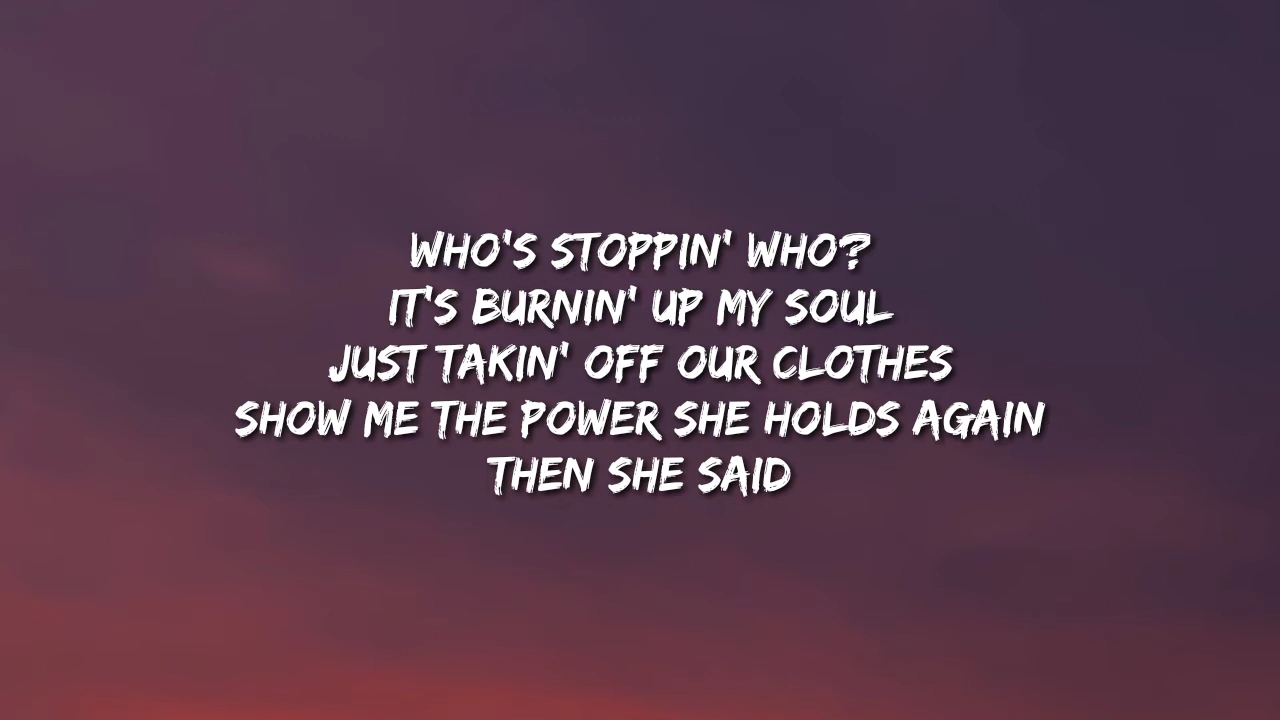 WHO'S STOPPIN' WHO?
IT'S BURNIN' UP MY SOUL
JUST TAKIN' OFF OUR CLOTHES
SHOW ME THE POWER SHE HOLDS AGAIN
THEN SHE SAID